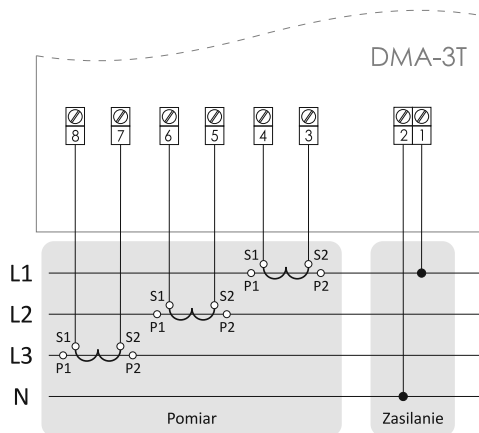 DMA-3T
8 7 6 5 4 3 2 1
S1 S2
L1
P1 P2
S1 S2
L2
P1 P2
S1 S2
L3
P1 P2
N
Pomiar Zasilanie